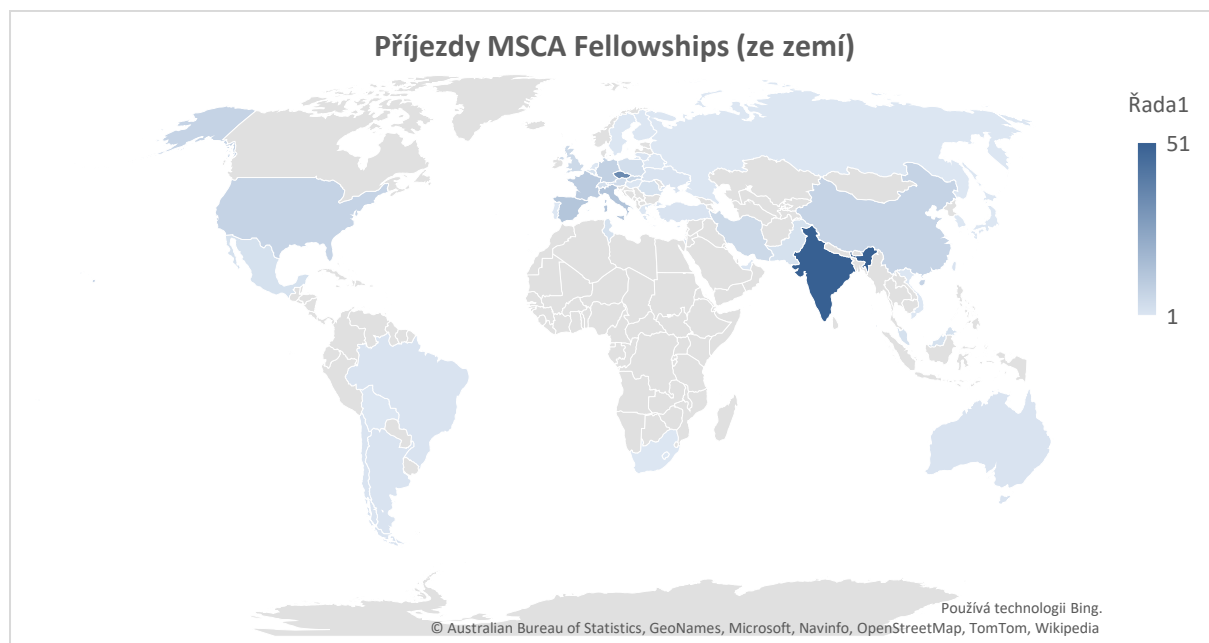 Příjezdy MSCA Fellowships (ze zemí)
Řada1
51
1
Používá technologii Bing.
© Australian Bureau of Statistics, GeoNames, Microsoft, Navinfo, OpenStreetMap, TomTom, Wikipedia